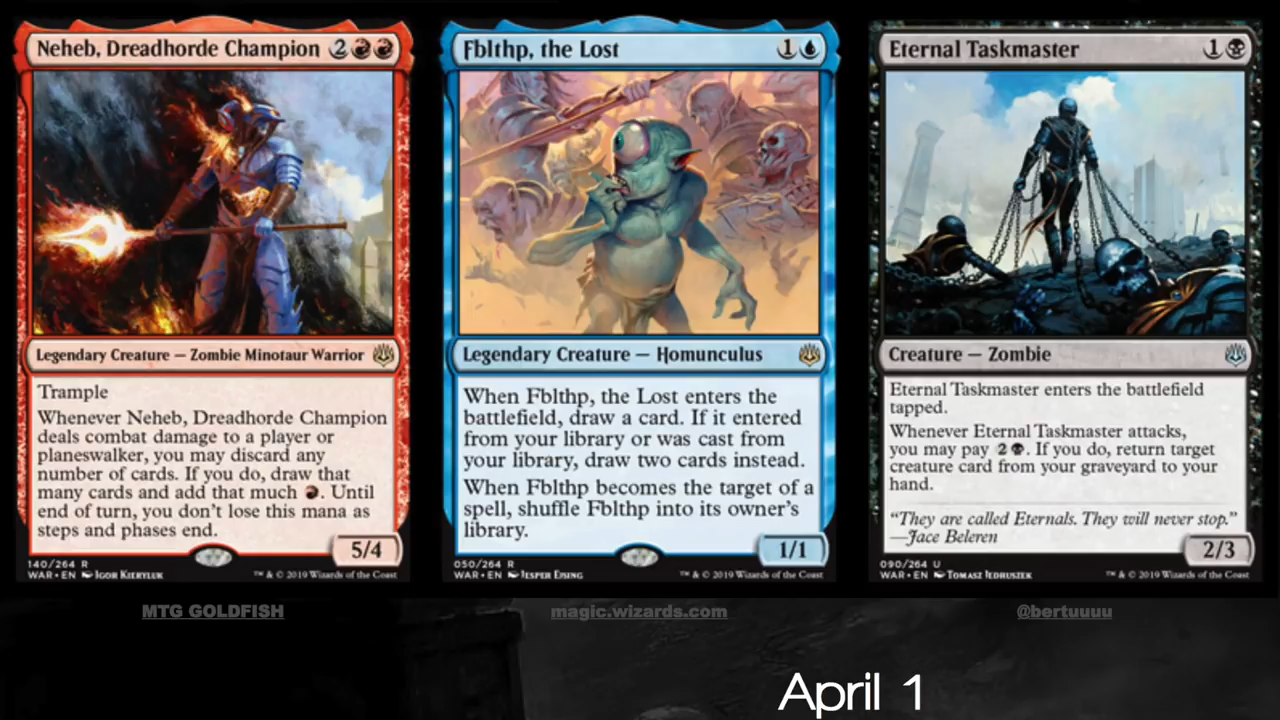 Neheb, Dreadhorde Champion 2
Legendary Creature — Zombie Minotaur Warrior
Trample
Whenever Neheb, Dreadhorde Champion
deals combat damage to a player or
planeswalker, you may discard any
number of cards. If you do, draw that
many cards and add that much . Until
end of turn, you don't lose this mana as
steps and phases end.
5/4
140/264 R
WAR • EN Igor Kieryluk
™ & © 2019 Wizards of the Coast
MTG GOLDFISH
Fblthp, the Lost 1
Legendary Creature — Homunculus
When Fblthp, the Lost enters the
battlefield, draw a card. If it entered
from your library or was cast from
your library, draw two cards instead.
When Fblthp becomes the target of a
spell, shuffle Fblthp into its owner's
library.
1/1
050/264 R
WAR • EN Jesper Ejsing
™ & © 2019 Wizards of the Coast
magic.wizards.com
Eternal Taskmaster 1
Creature — Zombie
Eternal Taskmaster enters the battlefield
tapped.
Whenever Eternal Taskmaster attacks,
you may pay 2. If you do, return target
creature card from your graveyard to your
hand.
“They are called Eternals. They will never stop.”
—Jace Beleren
2/3
090/264 U
WAR • EN Tomasz Jedruszek
™ & © 2019 Wizards of the Coast
@bertuuuu
April 1